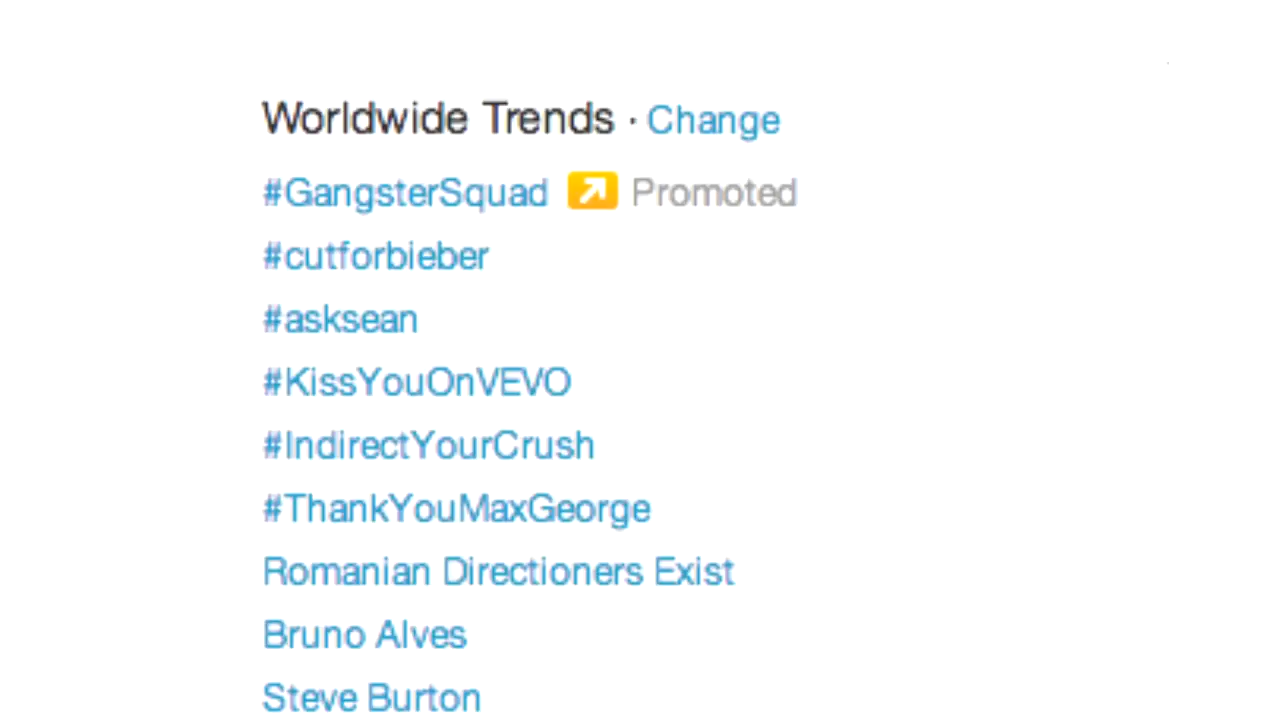 Worldwide Trends · Change
#GangsterSquad Promoted
#cutforbieber
#asksean
#KissYouOnVEVO
#IndirectYourCrush
#ThankYouMaxGeorge
Romanian Directioners Exist
Bruno Alves
Steve Burton